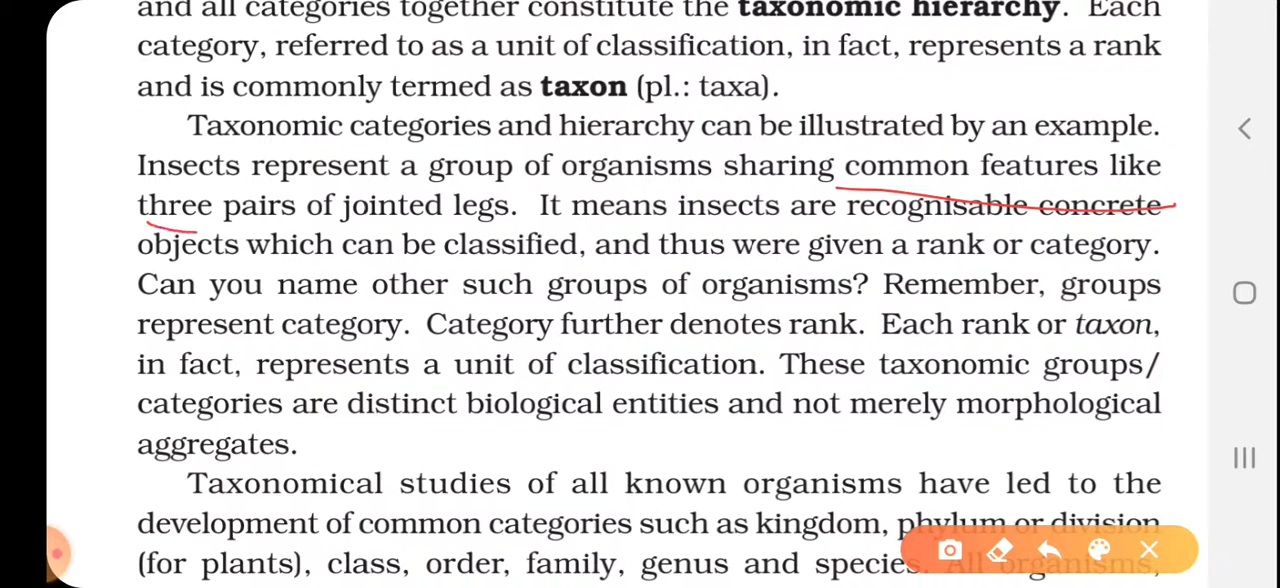 and all categories together constitute the taxonomic hierarchy. Each
category, referred to as a unit of classification, in fact, represents a rank
and is commonly termed as taxon (pl.: taxa).
Taxonomic categories and hierarchy can be illustrated by an example.
Insects represent a group of organisms sharing common features like
three pairs of jointed legs. It means insects are recognisable concrete
objects which can be classified, and thus were given a rank or category.
Can you name other such groups of organisms? Remember, groups
represent category. Category further denotes rank. Each rank or taxon,
in fact, represents a unit of classification. These taxonomic groups/
categories are distinct biological entities and not merely morphological
aggregates.
Taxonomical studies of all known organisms have led to the
development of common categories such as kingdom, phylum or division
(for plants), class, order, family, genus and species. All organisms,